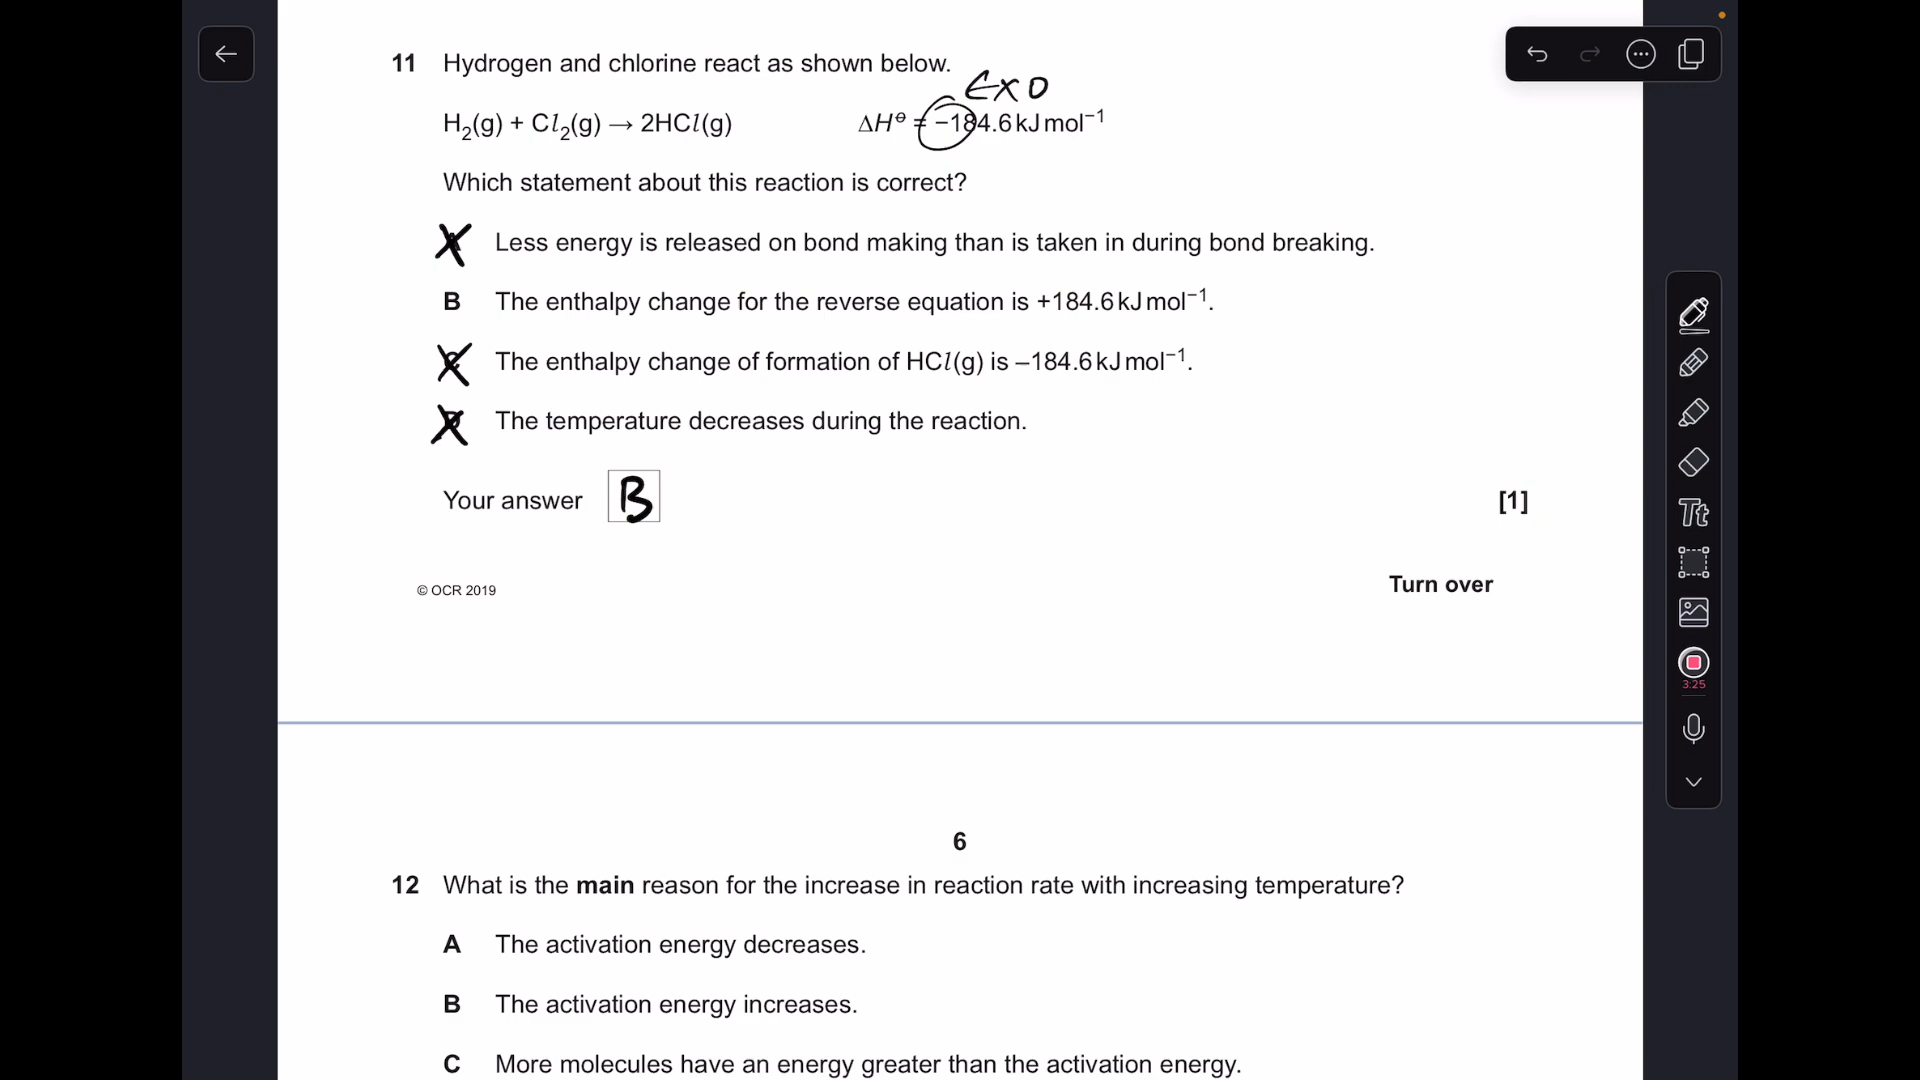 11 Hydrogen and chlorine react as shown below.
Exo
H₂(g) + Cl₂(g) → 2HCl(g) ΔH⦵ = −184.6 kJ mol⁻¹
Which statement about this reaction is correct?
A Less energy is released on bond making than is taken in during bond breaking.
B The enthalpy change for the reverse equation is +184.6 kJ mol⁻¹.
C The enthalpy change of formation of HCl(g) is –184.6 kJ mol⁻¹.
D The temperature decreases during the reaction.
Your answer B [1]
© OCR 2019 Turn over
Tt
3:25
6
12 What is the main reason for the increase in reaction rate with increasing temperature?
A The activation energy decreases.
B The activation energy increases.
C More molecules have an energy greater than the activation energy.